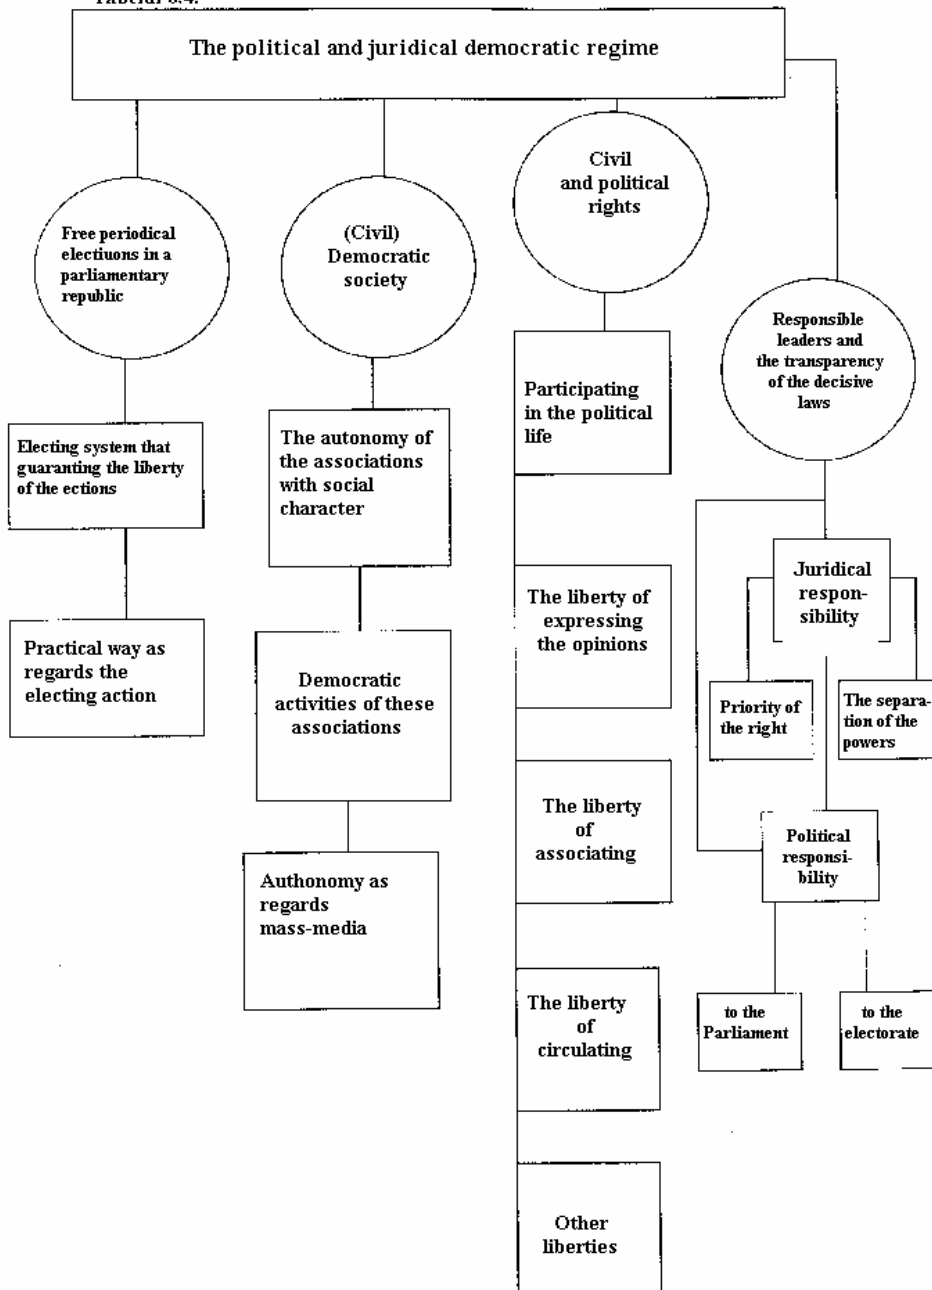 Tabelul 6.4.
The political and juridical democratic regime
Free periodical
electiuons in a
parliamentary
republic
Electing system that
guaranting the liberty
of the ections
Practical way as
regards the
electing action
(Civil)
Democratic
society
The autonomy of
the associations
with social
character
Democratic
activities of these
associations
Authonomy as
regards
mass-media
Civil
and political
rights
Participating
in the political
life
The liberty of
expressing
the opinions
The liberty
of
associating
The liberty
of
circulating
Other
liberties
Responsible
leaders and
the transparency
of the decisive
laws
Juridical
respon-
sibility
Priority of
the right
The separa-
tion of the
powers
Political
responsi-
bility
to the
Parliament
to the
electorate